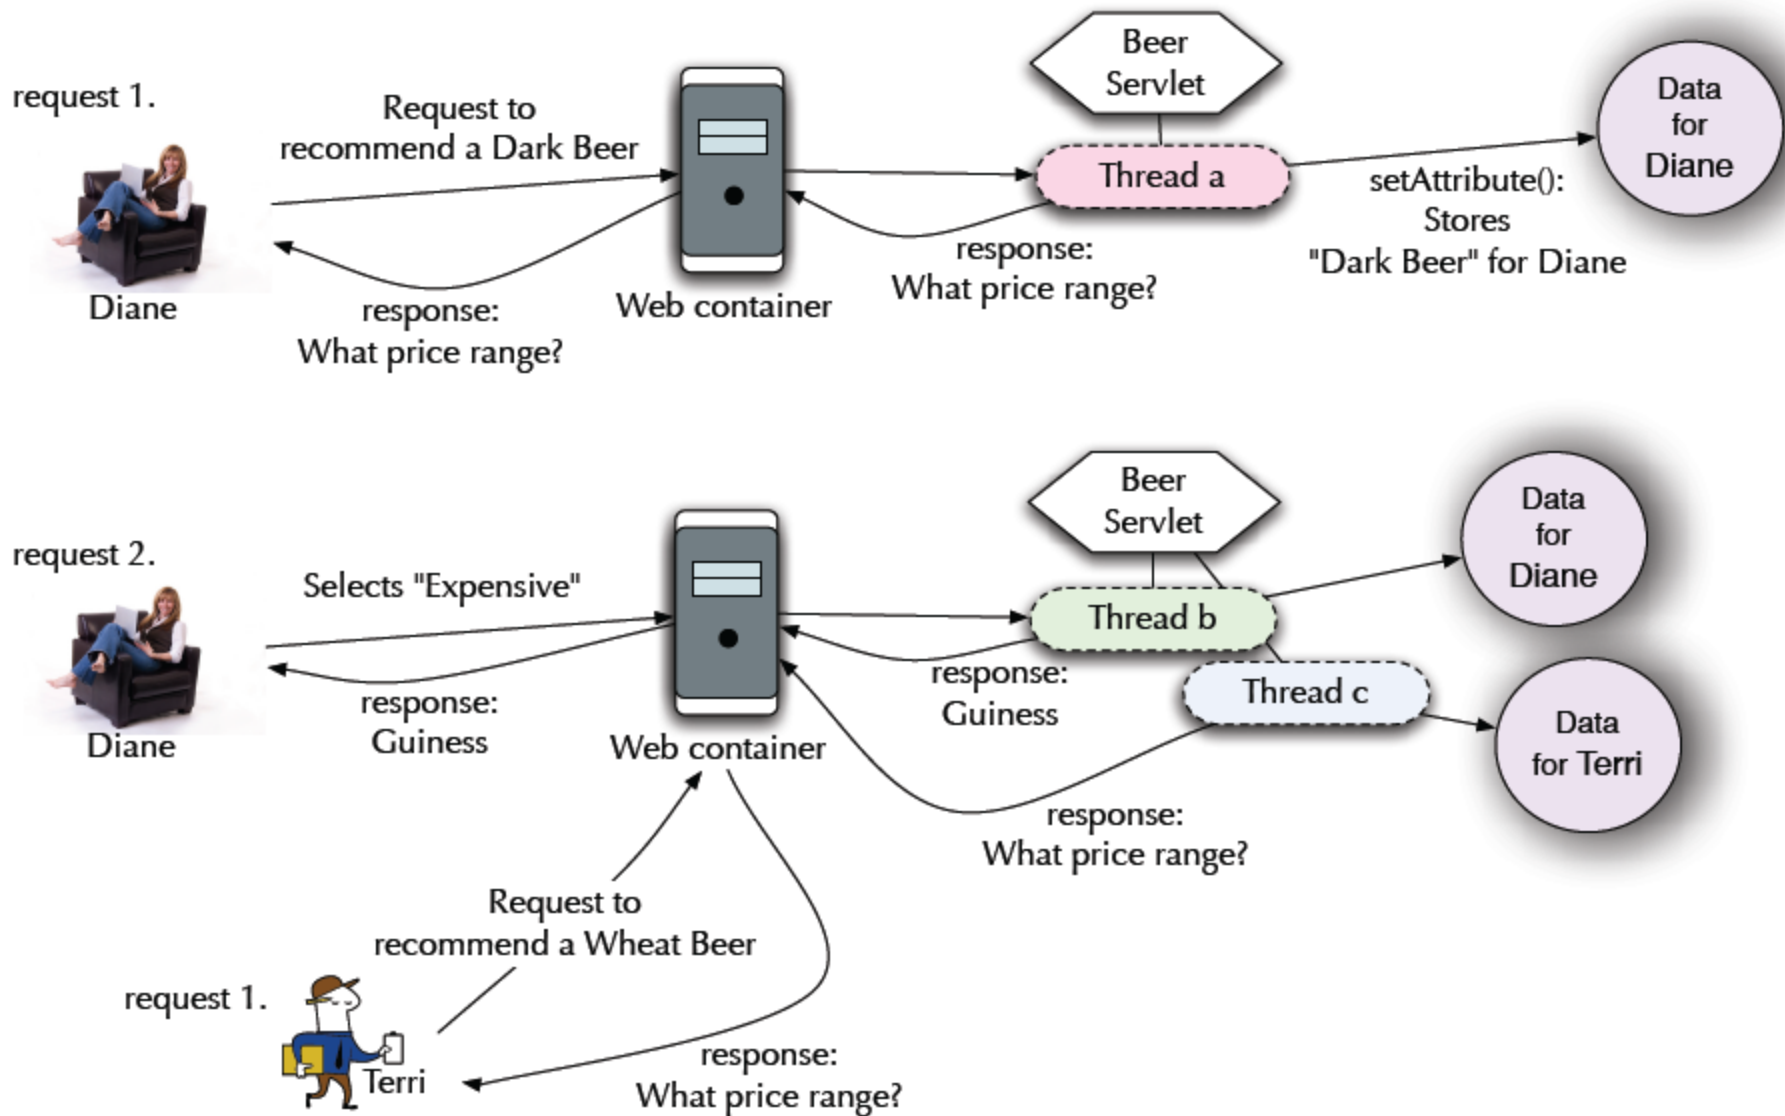 request 1.
Request to
recommend a Dark Beer
Diane
response:
What price range?
Web container
Beer
Servlet
Thread a
response:
What price range?
setAttribute():
Stores
"Dark Beer" for Diane
Data
for
Diane
request 2.
Selects "Expensive"
Diane
response:
Guiness
Web container
Beer
Servlet
Thread b
response:
Guiness
Thread c
response:
What price range?
Data
for
Diane
Data
for Terri
Request to
recommend a Wheat Beer
request 1.
Terri
response:
What price range?